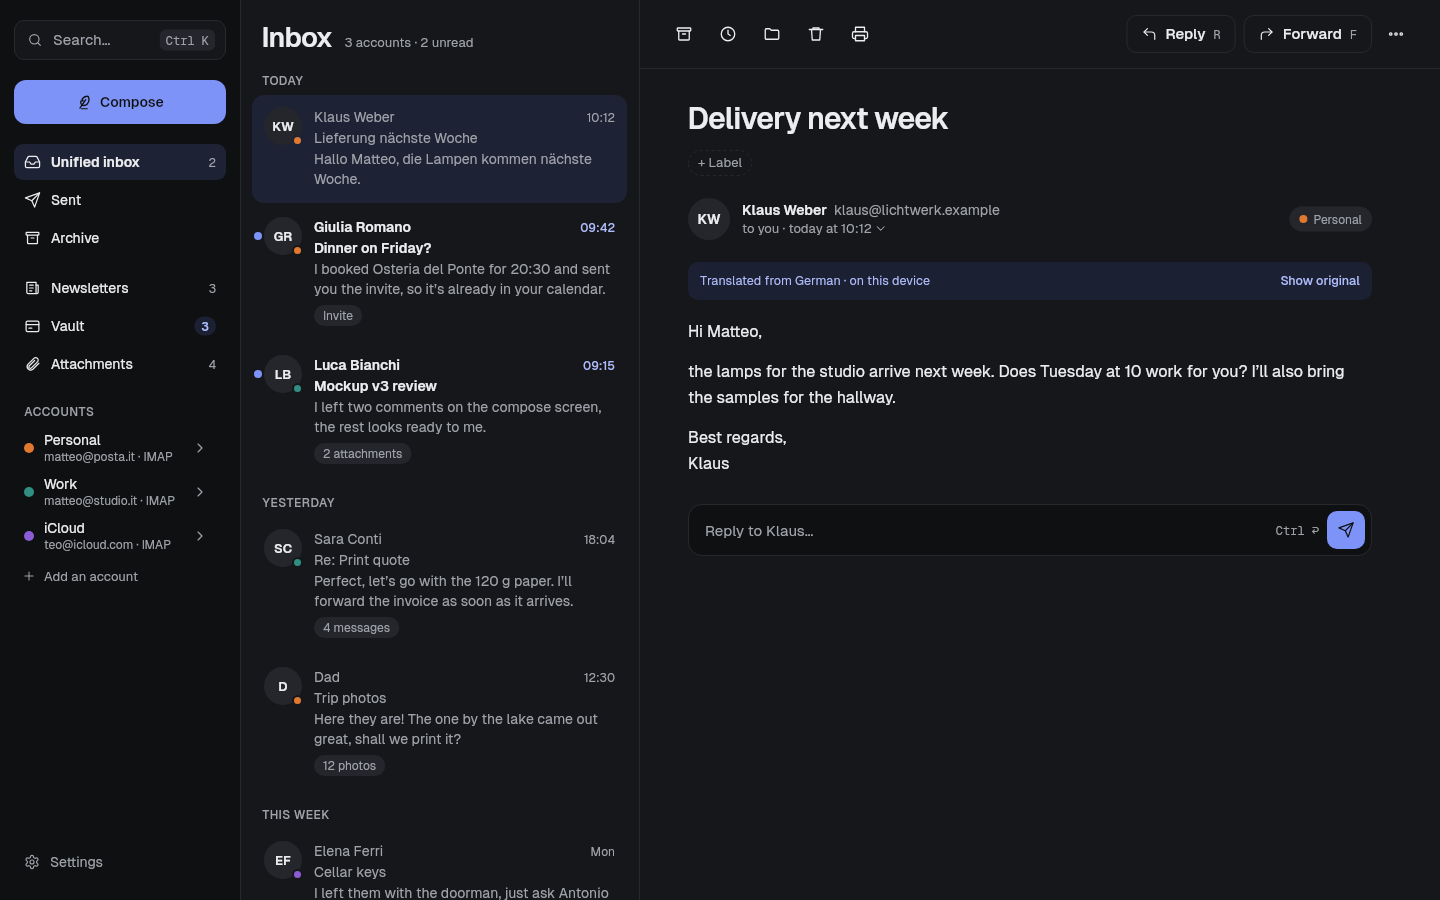 Search… Ctrl K
Compose
Unified inbox 2
Sent
Archive
Newsletters 3
Vault 3
Attachments 4
ACCOUNTS
Personal
matteo@posta.it · IMAP
Work
matteo@studio.it · IMAP
iCloud
teo@icloud.com · IMAP
+ Add an account
Settings
Inbox 3 accounts · 2 unread
TODAY
KW Klaus Weber 10:12
Lieferung nächste Woche
Hallo Matteo, die Lampen kommen nächste
Woche.
GR Giulia Romano 09:42
Dinner on Friday?
I booked Osteria del Ponte for 20:30 and sent
you the invite, so it’s already in your calendar.
Invite
LB Luca Bianchi 09:15
Mockup v3 review
I left two comments on the compose screen,
the rest looks ready to me.
2 attachments
YESTERDAY
SC Sara Conti 18:04
Re: Print quote
Perfect, let’s go with the 120 g paper. I’ll
forward the invoice as soon as it arrives.
4 messages
D Dad 12:30
Trip photos
Here they are! The one by the lake came out
great, shall we print it?
12 photos
THIS WEEK
EF Elena Ferri Mon
Cellar keys
I left them with the doorman, just ask Antonio
Reply R Forward F
Delivery next week
+ Label
KW Klaus Weber klaus@lichtwerk.example
to you · today at 10:12
Personal
Translated from German · on this device Show original
Hi Matteo,
the lamps for the studio arrive next week. Does Tuesday at 10 work for you? I’ll also bring
the samples for the hallway.
Best regards,
Klaus
Reply to Klaus… Ctrl